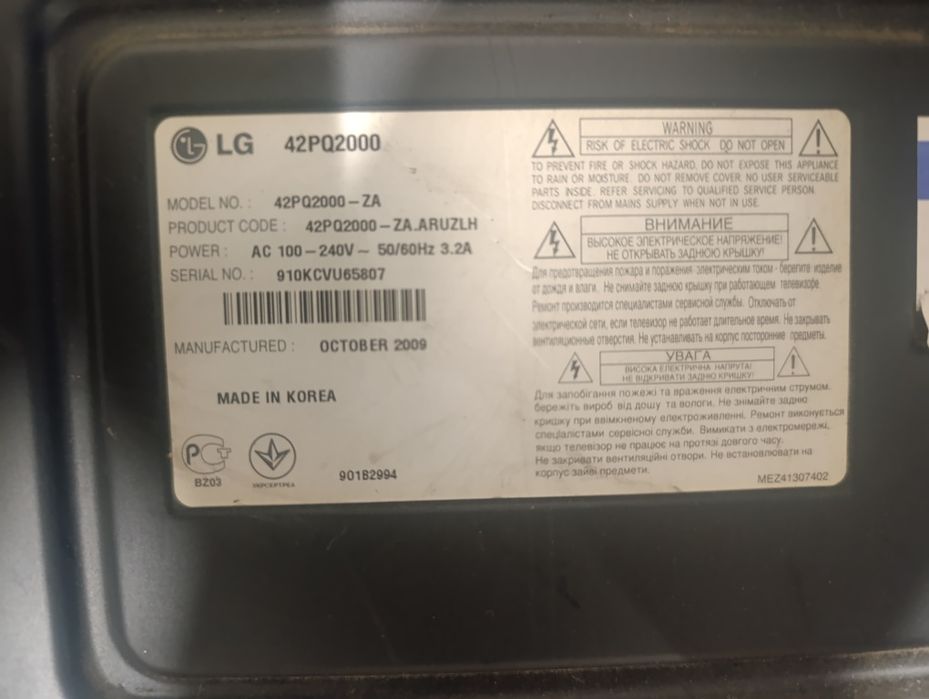 LG 42PQ2000
MODEL NO. : 42PQ2000-ZA
PRODUCT CODE : 42PQ2000-ZA.ARUZLH
POWER : AC 100-240V ~ 50/60Hz 3.2A
SERIAL NO. : 910KCVU65807
MANUFACTURED : OCTOBER 2009
MADE IN KOREA
PC+
BZ03
УКРСЕРТРЕА
901B2994
WARNING
RISK OF ELECTRIC SHOCK DO NOT OPEN
TO PREVENT FIRE OR SHOCK HAZARD, DO NOT EXPOSE THIS APPLIANCE
TO RAIN OR MOISTURE. DO NOT REMOVE COVER. NO USER SERVICEABLE
PARTS INSIDE. REFER SERVICING TO QUALIFIED SERVICE PERSON.
DISCONNECT FROM MAINS SUPPLY WHEN NOT IN USE.
ВНИМАНИЕ
ВЫСОКОЕ ЭЛЕКТРИЧЕСКОЕ НАПРЯЖЕНИЕ!
НЕ ОТКРЫВАТЬ ЗАДНЮЮ КРЫШКУ!
Для предотвращения пожара и поражения электрическим током - берегите изделие
от дождя и влаги. Не снимайте заднюю крышку при работающем телевизоре.
Ремонт производится специалистами сервисной службы. Отключать от
электрической сети, если телевизор не работает длительное время. Не закрывать
вентиляционные отверстия. Не устанавливать на корпус посторонние предметы.
УВАГА
ВИСОКА ЕЛЕКТРИЧНА НАПРУГА!
НЕ ВІДКРИВАТИ ЗАДНЮ КРИШКУ!
Для запобігання пожежі та враження електричним струмом,
бережіть виріб від дощу та вологи. Не знімайте задню
кришку при ввімкненому електроживленні. Ремонт виконується
спеціалістами сервісної служби. Вимикати з електромережі,
якщо телевізор не працює на протязі довгого часу.
Не закривати вентиляційні отвори. Не встановлювати на
корпус зайві предмети.
MEZ41307402